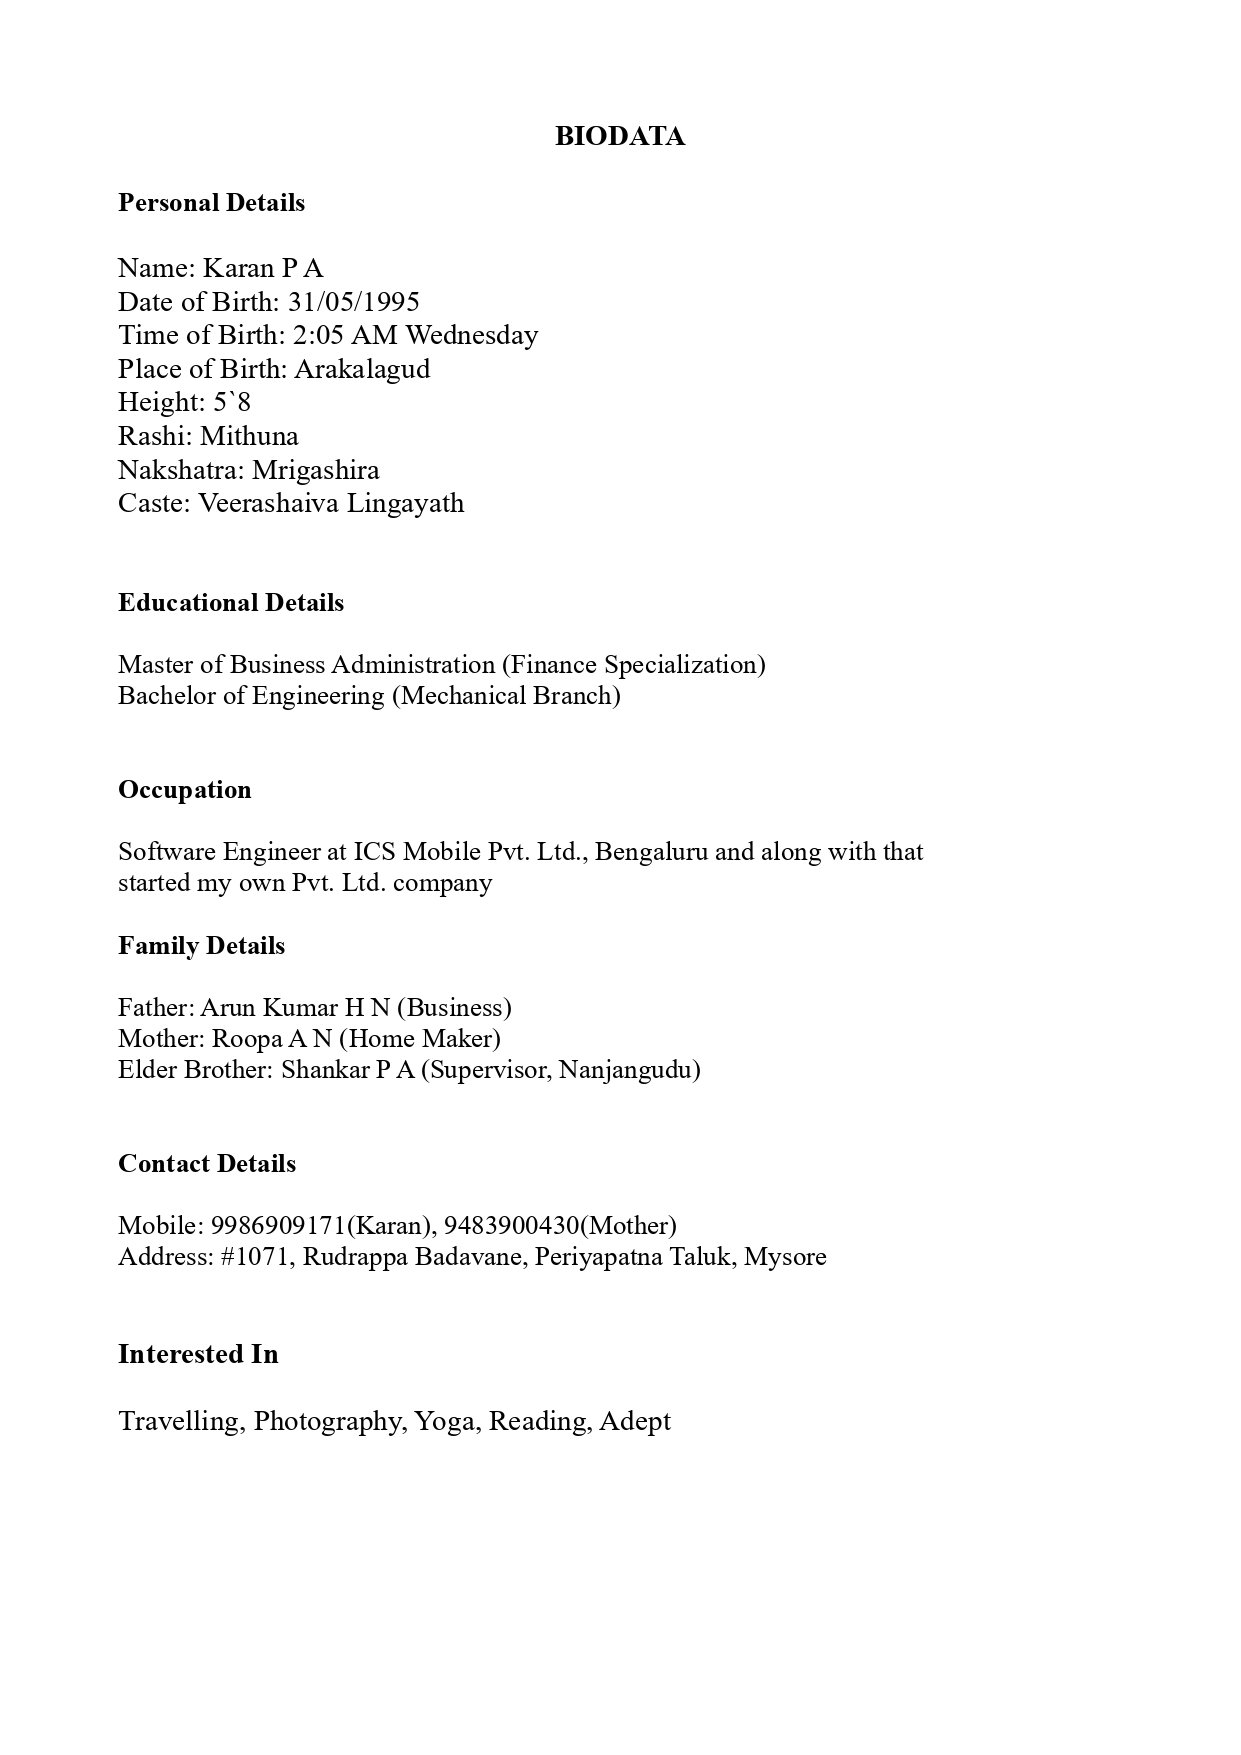 BIODATA
Personal Details
Name: Karan P A
Date of Birth: 31/05/1995
Time of Birth: 2:05 AM Wednesday
Place of Birth: Arakalagud
Height: 5`8
Rashi: Mithuna
Nakshatra: Mrigashira
Caste: Veerashaiva Lingayath
Educational Details
Master of Business Administration (Finance Specialization)
Bachelor of Engineering (Mechanical Branch)
Occupation
Software Engineer at ICS Mobile Pvt. Ltd., Bengaluru and along with that
started my own Pvt. Ltd. company
Family Details
Father: Arun Kumar H N (Business)
Mother: Roopa A N (Home Maker)
Elder Brother: Shankar P A (Supervisor, Nanjangudu)
Contact Details
Mobile: 9986909171(Karan), 9483900430(Mother)
Address: #1071, Rudrappa Badavane, Periyapatna Taluk, Mysore
Interested In
Travelling, Photography, Yoga, Reading, Adept